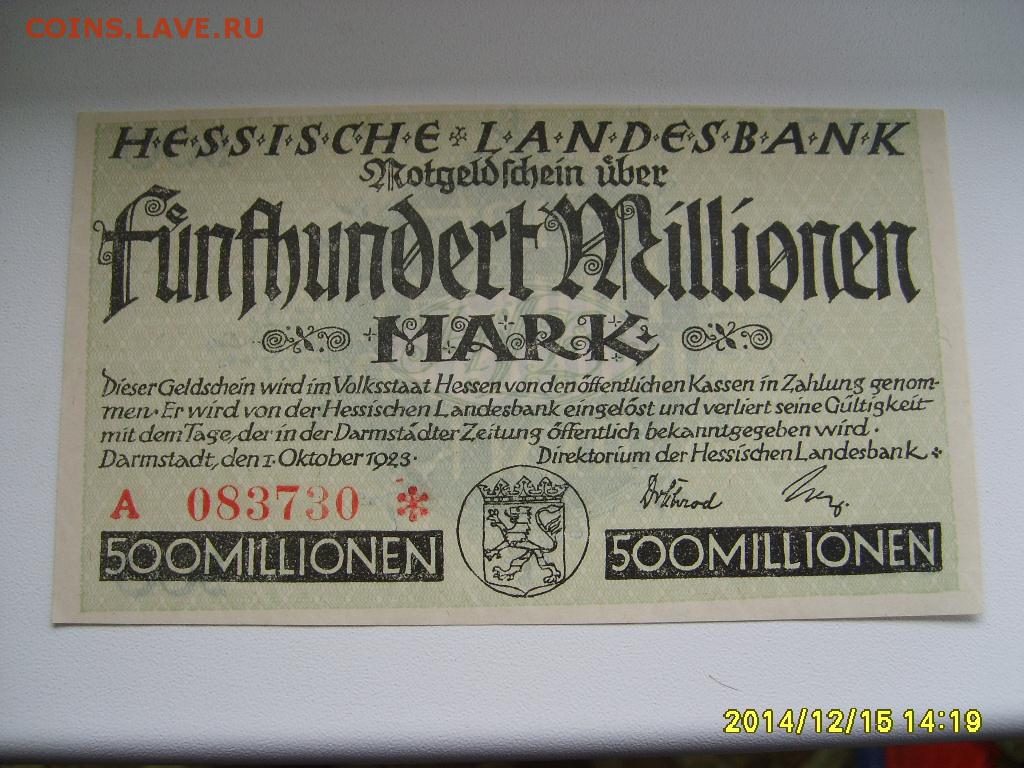 COINS.LAVE.RU
H·E·S·S·I·S·C·H·E L·A·N·D·E·S·B·A·N·K
Notgeldschein über
Fünfhundert Millionen
MARK
Dieser Geldschein wird im Volksstaat Hessen von den öffentlichen Kassen in Zahlung genom-
men· Er wird von der Hessischen Landesbank eingelöst und verliert seine Gültigkeit
mit dem Tage, der in der Darmstädter Zeitung öffentlich bekanntgegeben wird·
Darmstadt, den 1. Oktober 1923· Direktorium der Hessischen Landesbank
A 083730 *
500MILLIONEN 500MILLIONEN
2014/12/15 14:19